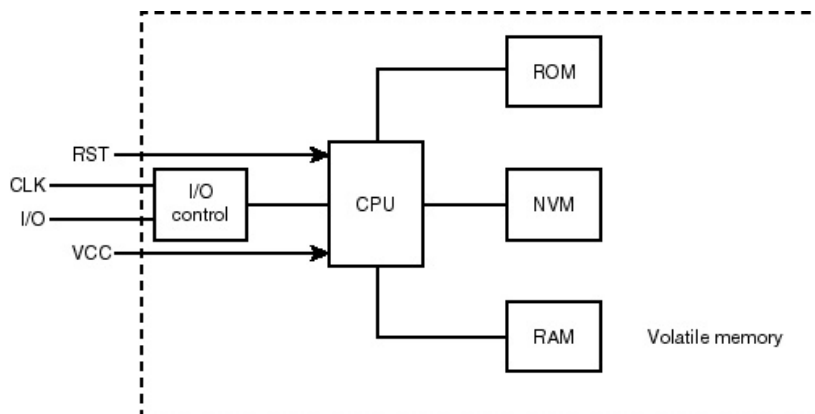 ROM
RST
CLK
I/O
I/O
control
VCC
CPU
NVM
RAM
Volatile memory